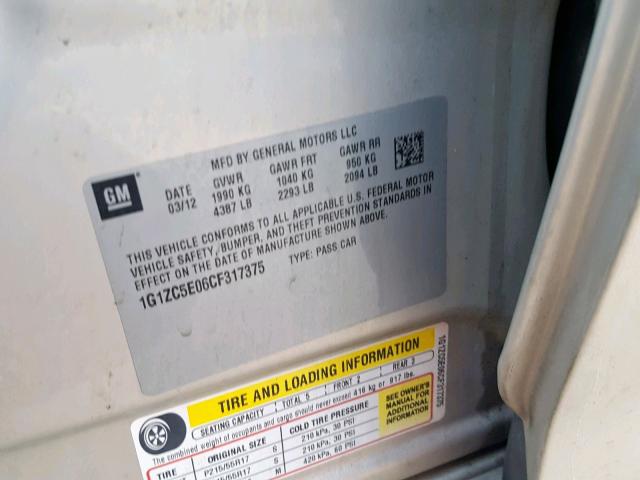 GM
MFD BY GENERAL MOTORS LLC
DATE GVWR GAWR FRT GAWR RR
03/12 1990 KG 1040 KG 950 KG
4387 LB 2293 LB 2094 LB
THIS VEHICLE CONFORMS TO ALL APPLICABLE U.S. FEDERAL MOTOR
VEHICLE SAFETY, BUMPER, AND THEFT PREVENTION STANDARDS IN
EFFECT ON THE DATE OF MANUFACTURE SHOWN ABOVE.
1G1ZC5E06CF317375 TYPE: PASS CAR
TIRE AND LOADING INFORMATION
SEATING CAPACITY TOTAL 5 FRONT 2 REAR 3
The combined weight of occupants and cargo should never exceed 416 kg or 917 lbs.
TIRE ORIGINAL SIZE COLD TIRE PRESSURE
P215/55R17 S 210 kPa, 30 PSI
S 210 kPa, 30 PSI
M 420 kPa, 60 PSI
SEE OWNER'S
MANUAL FOR
ADDITIONAL
INFORMATION
1G1ZC5E06CF317375